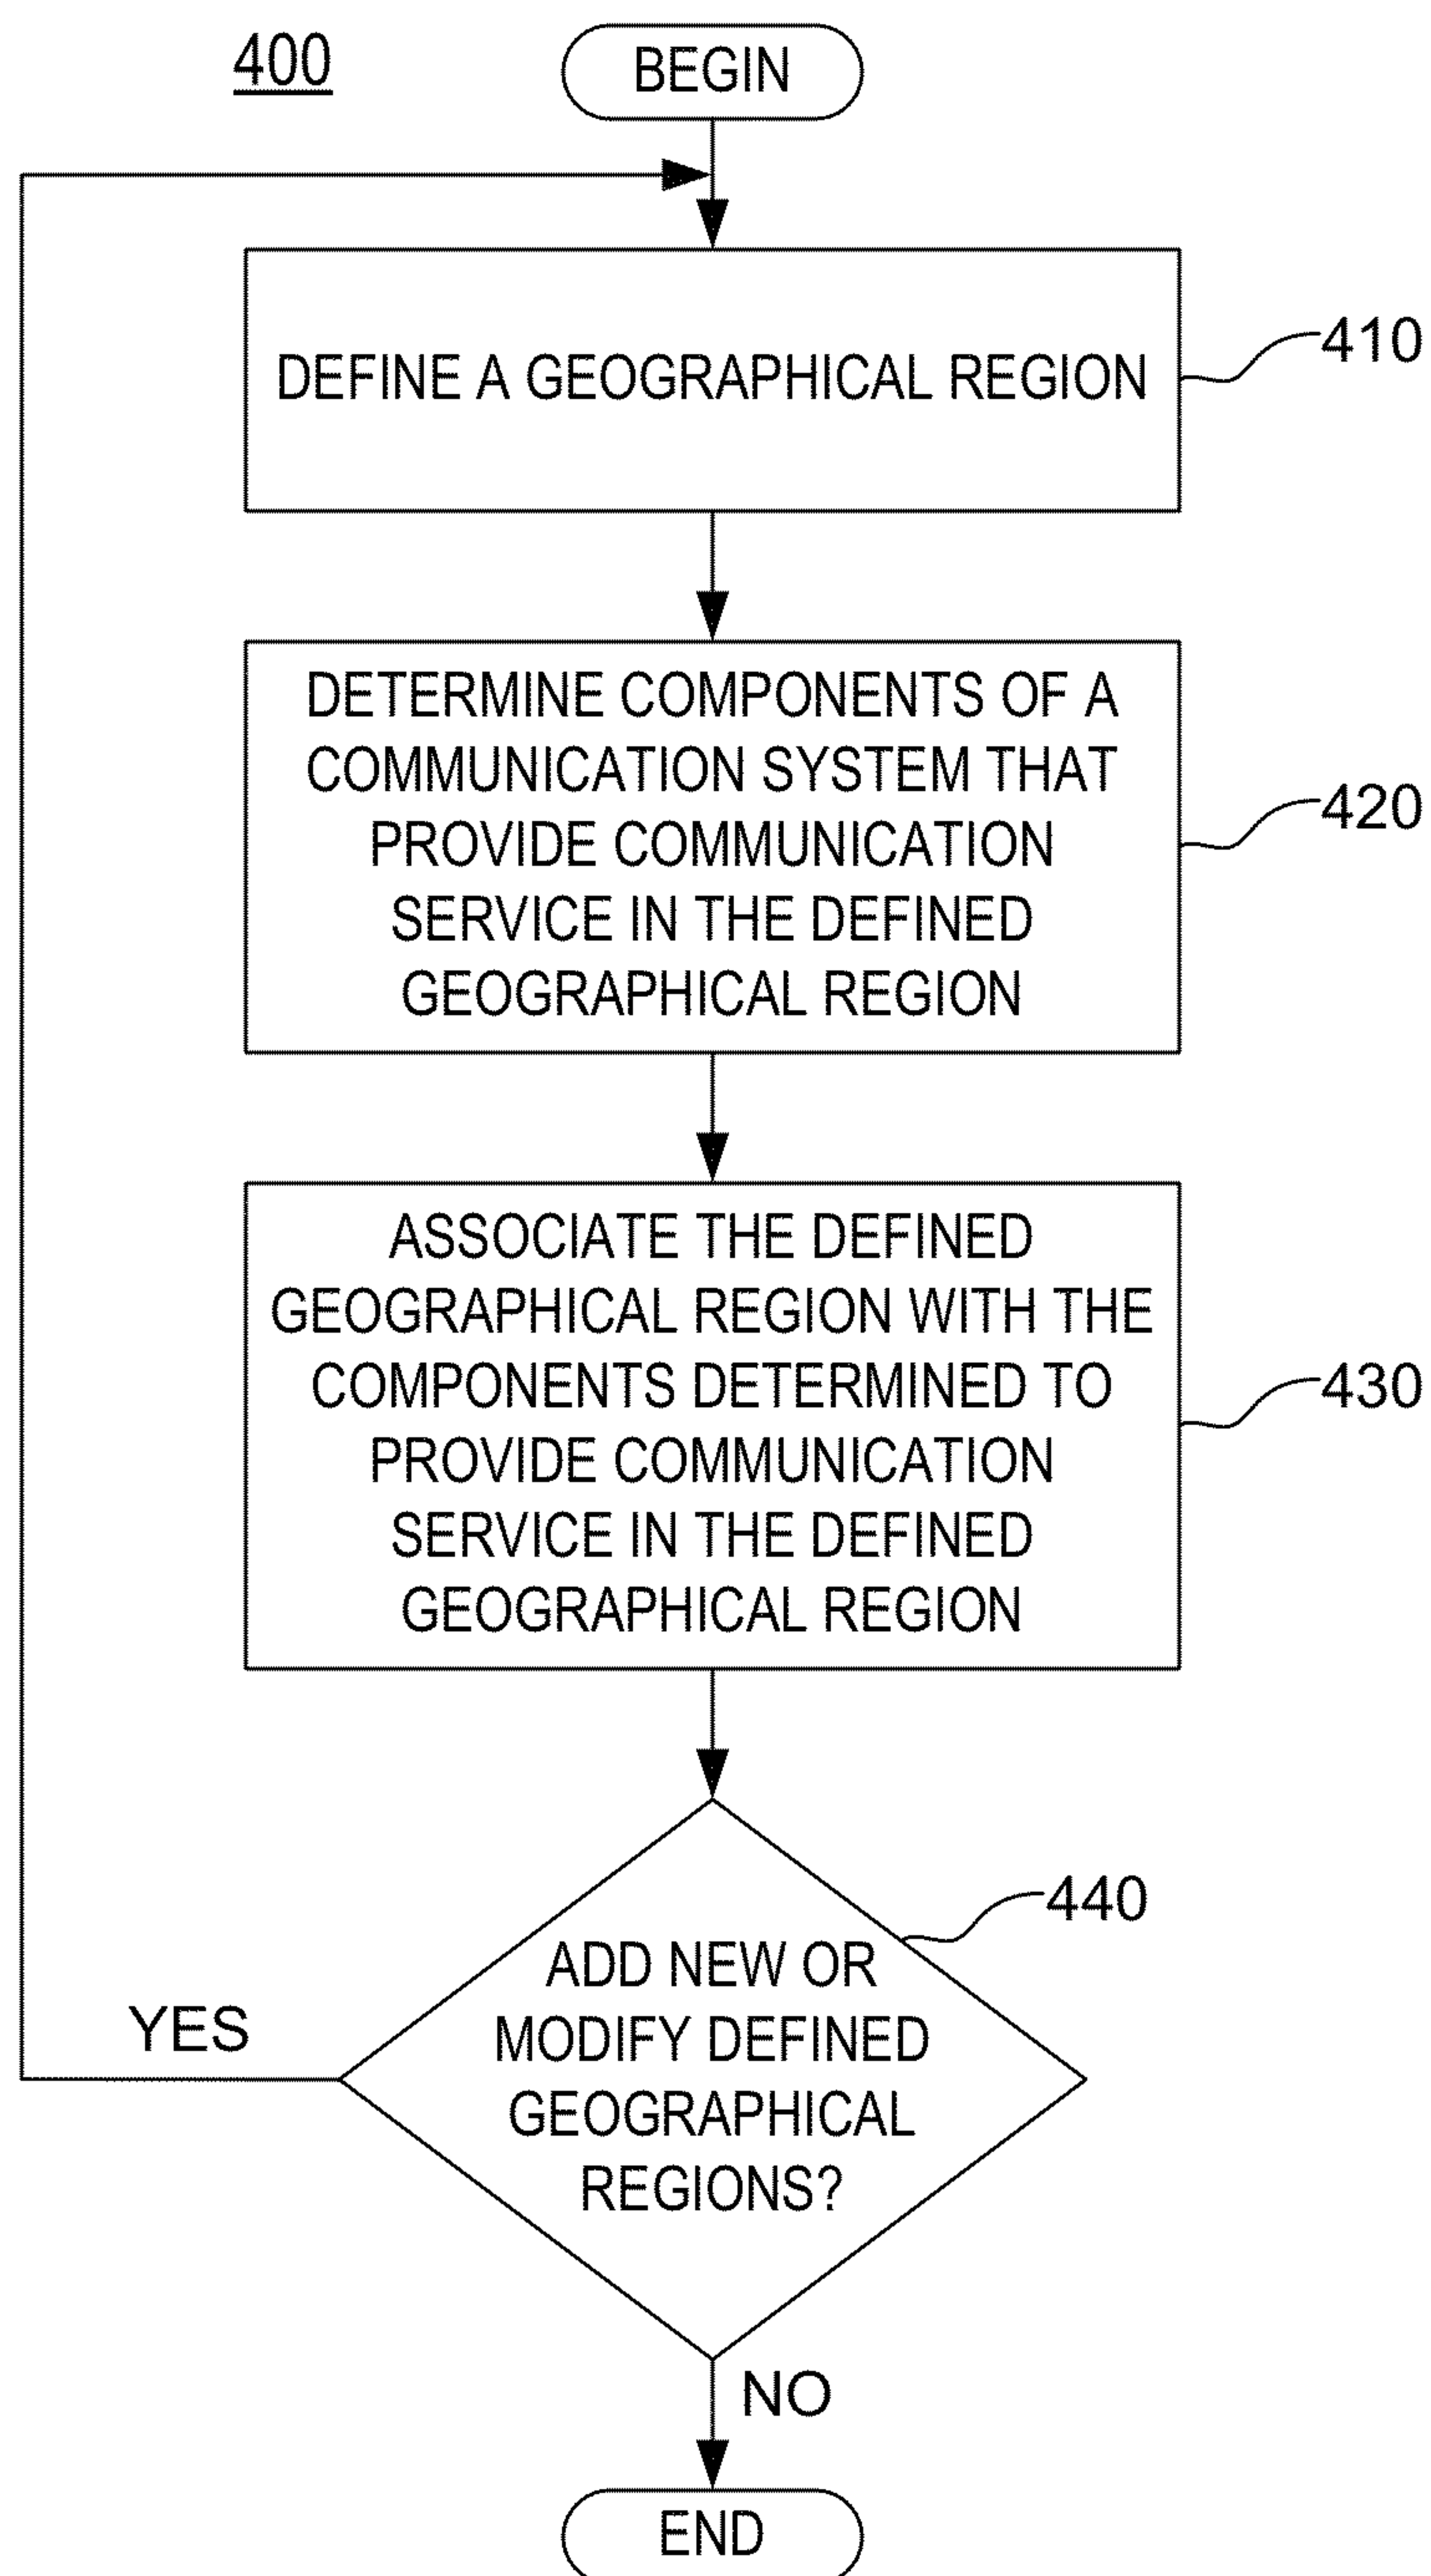 400
BEGIN
DEFINE A GEOGRAPHICAL REGION
410
DETERMINE COMPONENTS OF A
COMMUNICATION SYSTEM THAT
PROVIDE COMMUNICATION
SERVICE IN THE DEFINED
GEOGRAPHICAL REGION
420
ASSOCIATE THE DEFINED
GEOGRAPHICAL REGION WITH THE
COMPONENTS DETERMINED TO
PROVIDE COMMUNICATION
SERVICE IN THE DEFINED
GEOGRAPHICAL REGION
430
440
ADD NEW OR
MODIFY DEFINED
GEOGRAPHICAL
REGIONS?
YES
NO
END